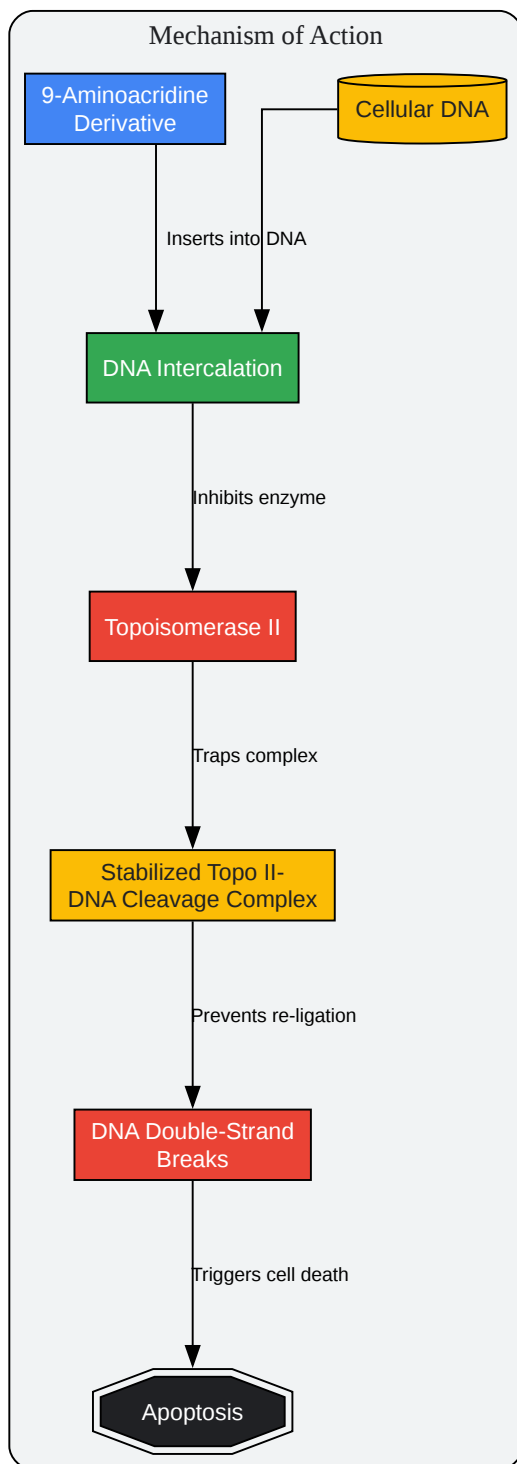 Mechanism of Action
9-Aminoacridine
Derivative
Cellular DNA
Inserts into DNA
DNA Intercalation
Inhibits enzyme
Topoisomerase II
Traps complex
Stabilized Topo II-
DNA Cleavage Complex
Prevents re-ligation
DNA Double-Strand
Breaks
Triggers cell death
Apoptosis